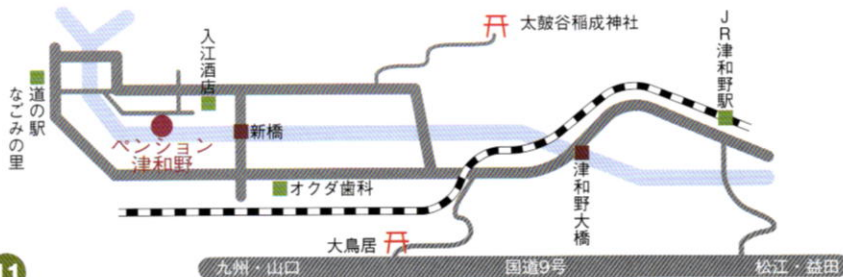 太皷谷稲成神社
JR津和野駅
入江酒店
道の駅
なごみの里
新橋
ペンション
津和野
津和野大橋
オクダ歯科
大鳥居
11
九州・山口
国道9号
松江・益田